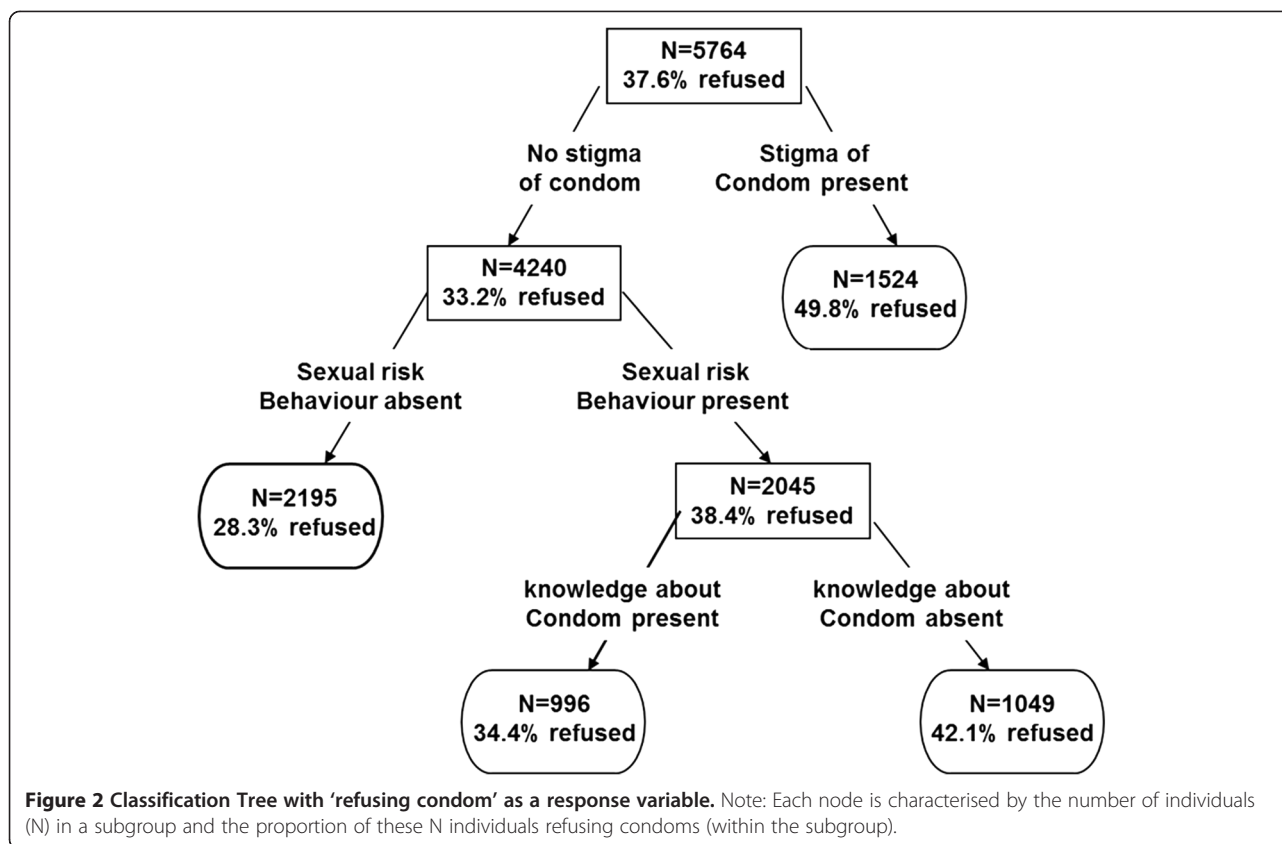 N=5764
37.6% refused
No stigma
of condom
Stigma of
Condom present
N=4240
33.2% refused
N=1524
49.8% refused
Sexual risk
Behaviour absent
Sexual risk
Behaviour present
N=2195
28.3% refused
N=2045
38.4% refused
knowledge about
Condom present
knowledge about
Condom absent
N=996
34.4% refused
N=1049
42.1% refused
Figure 2 Classification Tree with ‘refusing condom’ as a response variable. Note: Each node is characterised by the number of individuals
(N) in a subgroup and the proportion of these N individuals refusing condoms (within the subgroup).